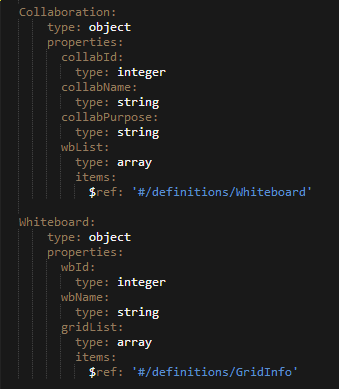 Collaboration:
type: object
properties:
collabId:
type: integer
collabName:
type: string
collabPurpose:
type: string
wbList:
type: array
items:
$ref: '#/definitions/Whiteboard'
Whiteboard:
type: object
properties:
wbId:
type: integer
wbName:
type: string
gridList:
type: array
items:
$ref: '#/definitions/GridInfo'